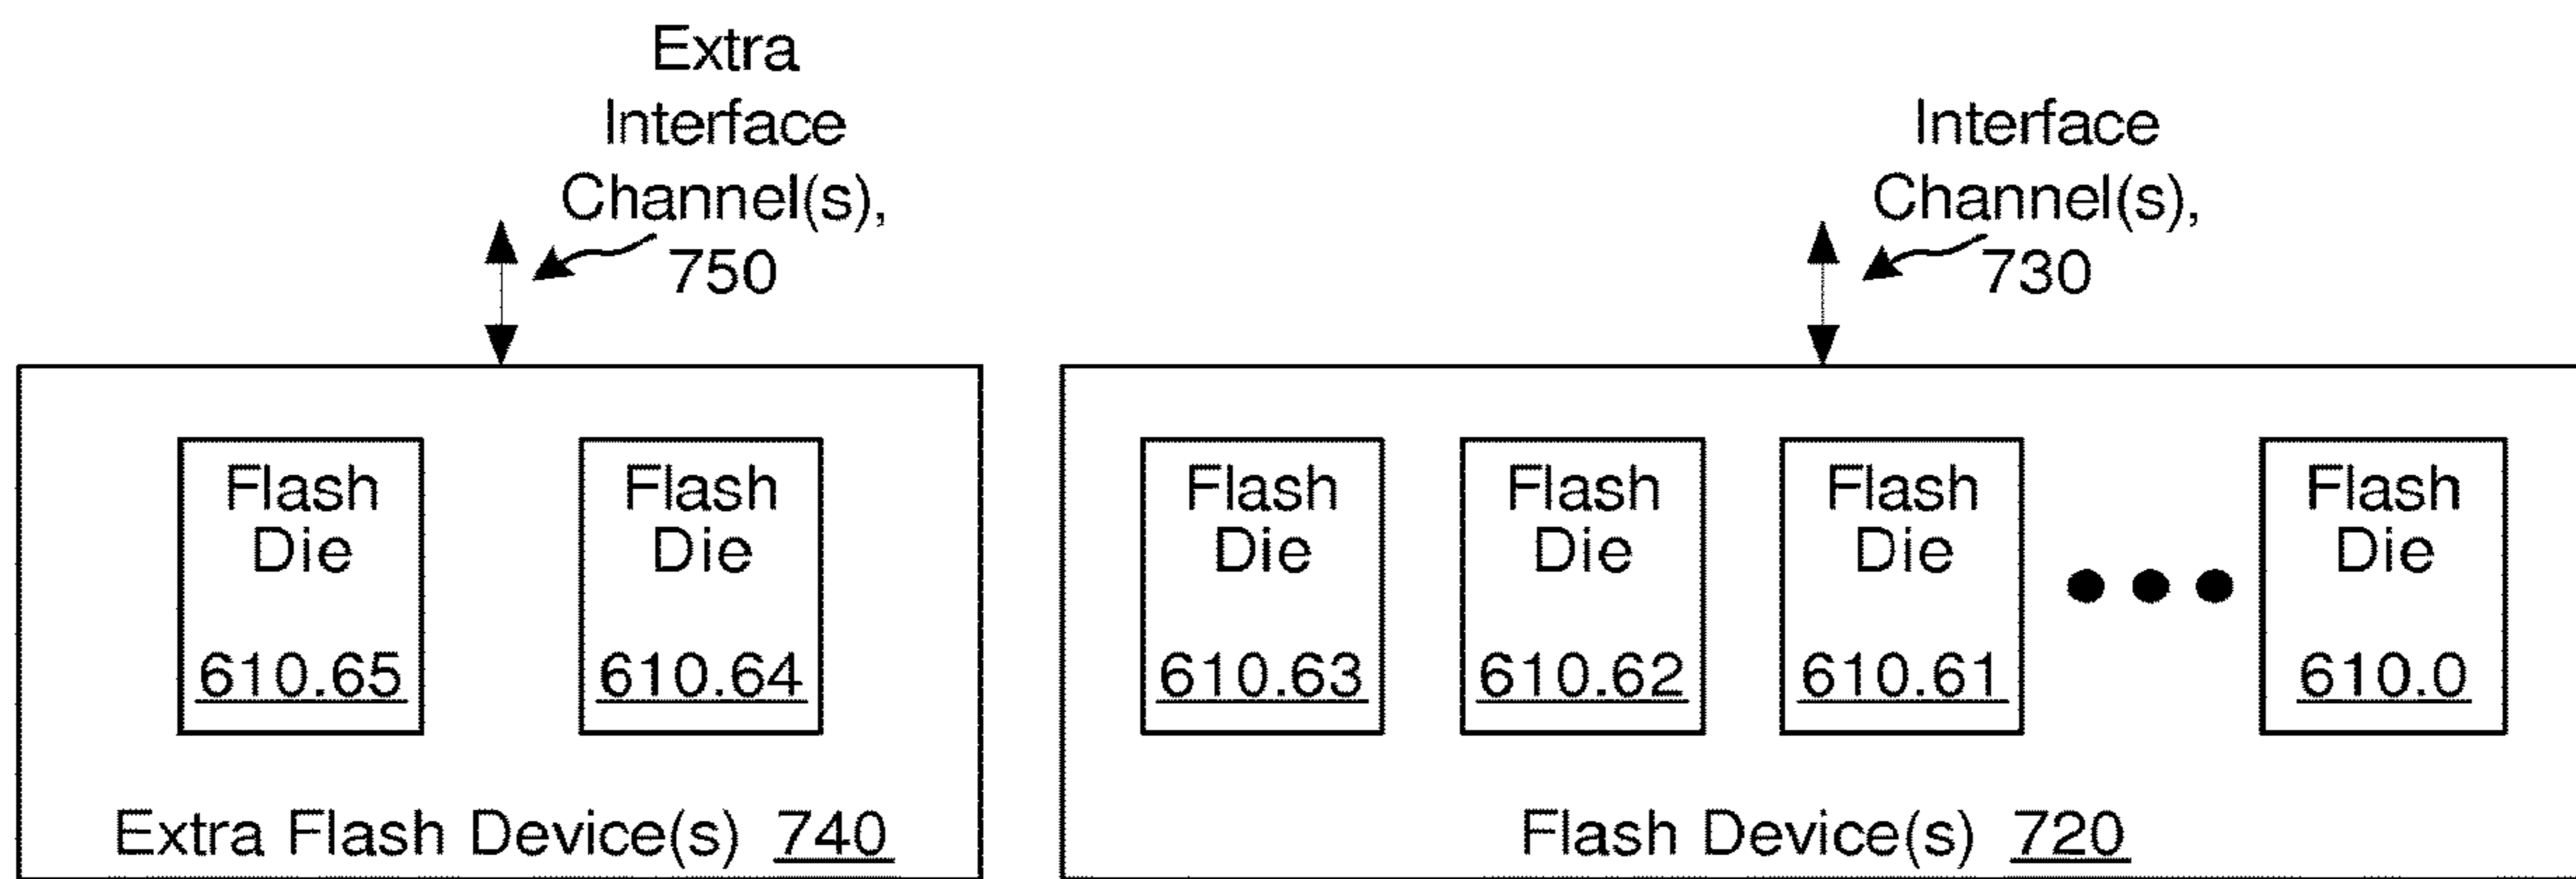 Extra
Interface
Channel(s),
750
Interface
Channel(s),
730
Flash
Die
610.65
Flash
Die
610.64
Extra Flash Device(s) 740
Flash
Die
610.63
Flash
Die
610.62
Flash
Die
610.61
Flash
Die
610.0
Flash Device(s) 720